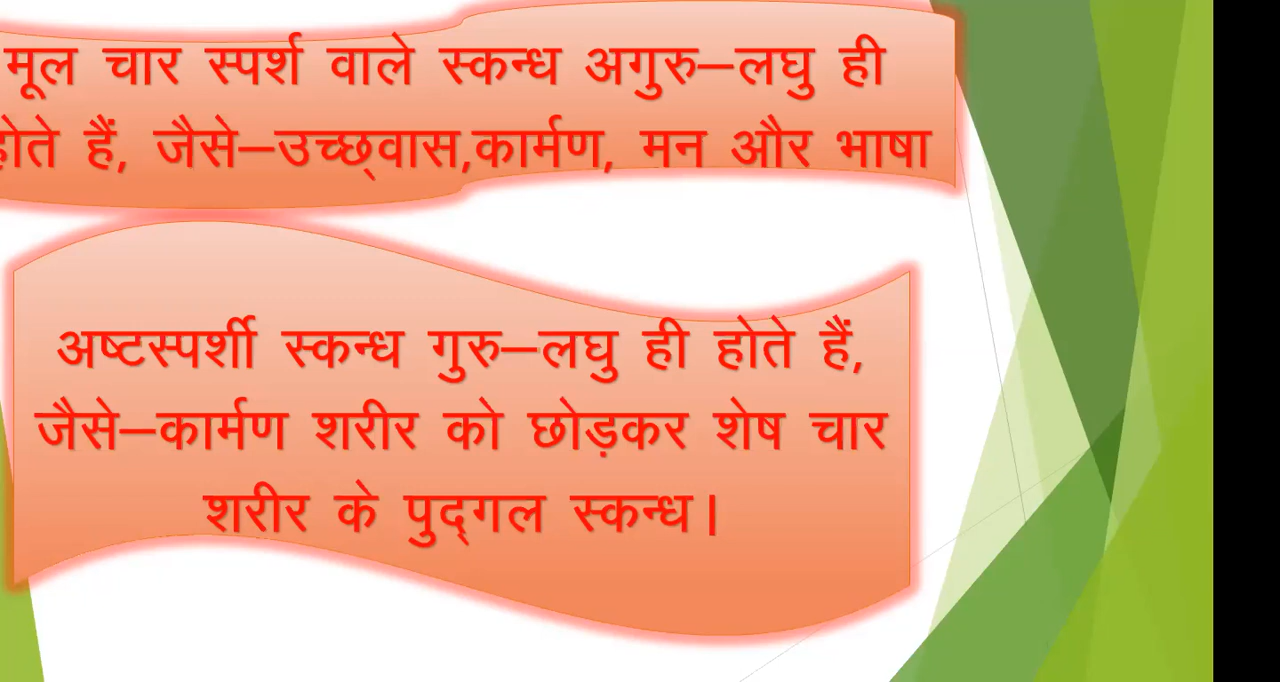 मूल चार स्पर्श वाले स्कन्ध अगुरु–लघु ही
होते हैं, जैसे–उच्छ्वास,कार्मण, मन और भाषा
अष्टस्पर्शी स्कन्ध गुरु–लघु ही होते हैं,
जैसे–कार्मण शरीर को छोड़कर शेष चार
शरीर के पुद्गल स्कन्ध।